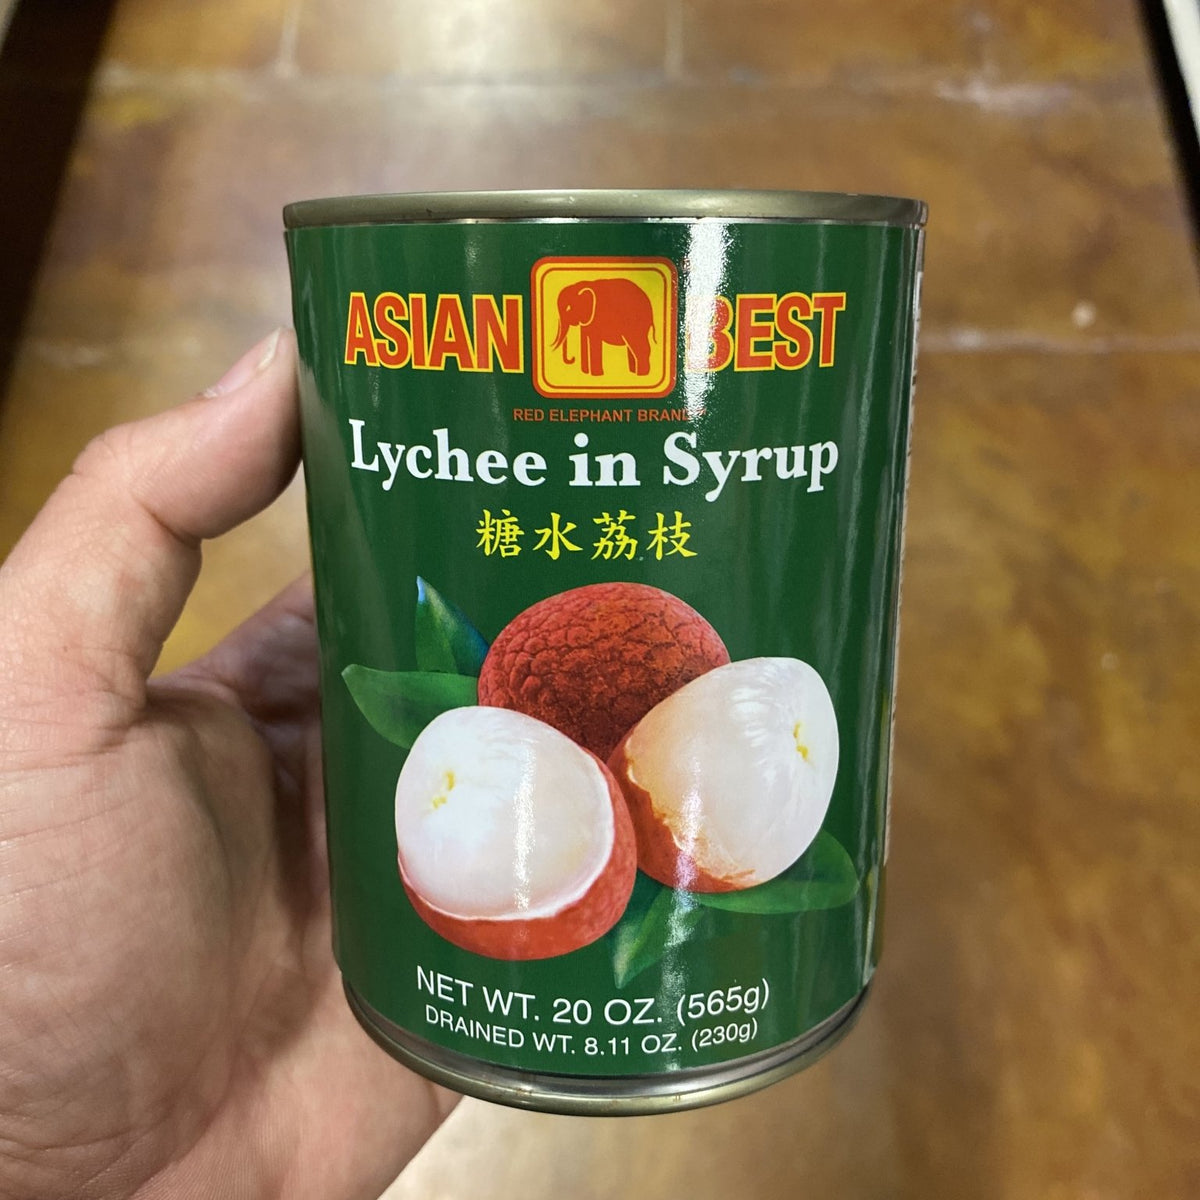 ASIAN BEST
RED ELEPHANT BRAND
Lychee in Syrup
糖水荔枝
NET WT. 20 OZ. (565g)
DRAINED WT. 8.11 OZ. (230g)